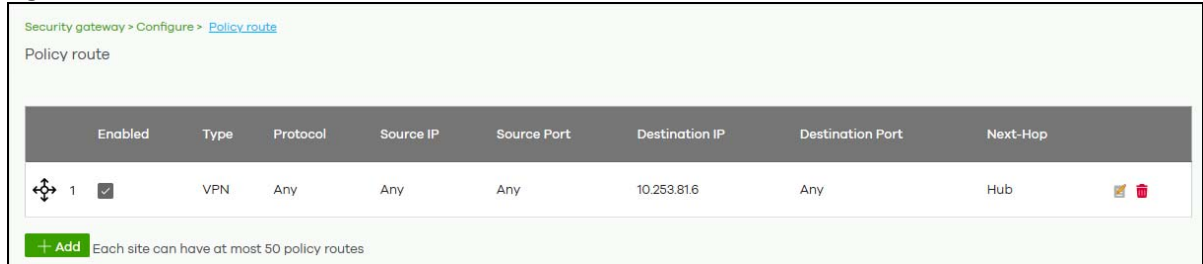 Security gateway > Configure > Policy route
Policy route
Enabled Type Protocol Source IP Source Port Destination IP Destination Port Next-Hop
1 VPN Any Any Any 10.253.81.6 Any Hub
+ Add Each site can have at most 50 policy routes